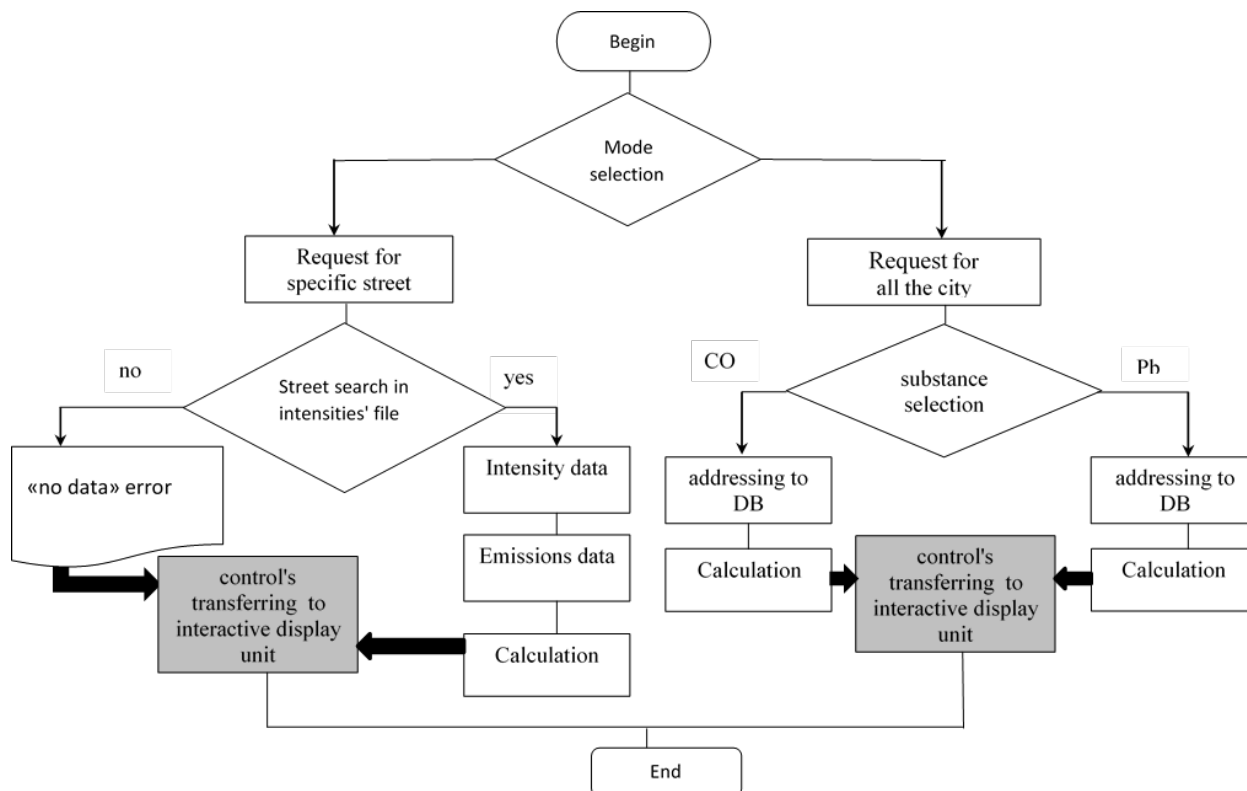 Begin
Mode
selection
Request for
specific street
Request for
all the city
no
Street search in
intensities' file
yes
CO
substance
selection
Pb
«no data» error
Intensity data
addressing to
DB
addressing to
DB
Emissions data
control's
transferring to
interactive display
unit
Calculation
Calculation
control's
transferring to
interactive display
unit
Calculation
End